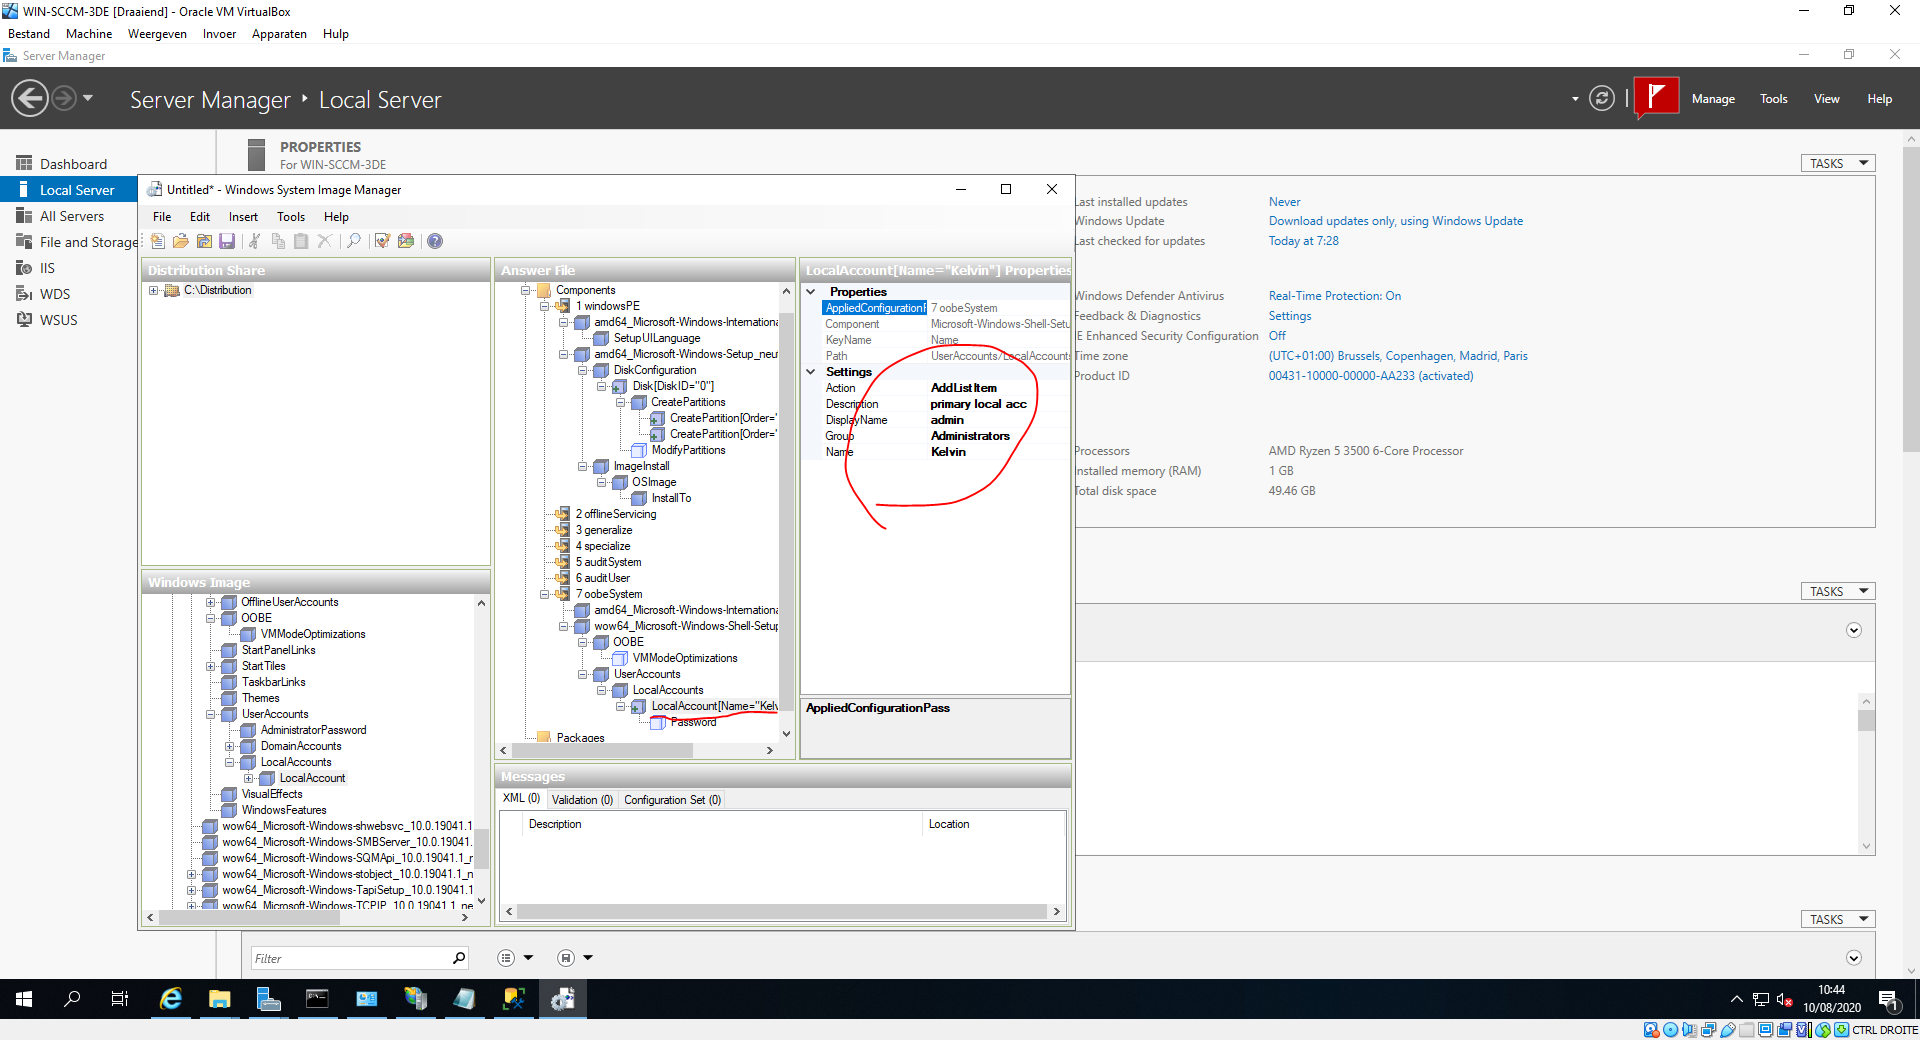 WIN-SCCM-3DE [Draaiend] - Oracle VM VirtualBox
Bestand Machine Weergeven Invoer Apparaten Hulp
Server Manager
Server Manager Local Server
Manage Tools View Help
Dashboard
Local Server
All Servers
File and Storage
IIS
WDS
WSUS
PROPERTIES
For WIN-SCCM-3DE
TASKS
Untitled* - Windows System Image Manager
File Edit Insert Tools Help
Distribution Share
C:\Distribution
Windows Image
OfflineUserAccounts
OOBE
VMModeOptimizations
StartPanelLinks
StartTiles
TaskbarLinks
Themes
UserAccounts
AdministratorPassword
DomainAccounts
LocalAccounts
LocalAccount
VisualEffects
WindowsFeatures
wow64_Microsoft-Windows-shwebsvc_10.0.19041.1
wow64_Microsoft-Windows-SMBServer_10.0.19041.
wow64_Microsoft-Windows-SQMApi_10.0.19041.1_n
wow64_Microsoft-Windows-stobject_10.0.19041.1_n
wow64_Microsoft-Windows-TapiSetup_10.0.19041.1
wow64_Microsoft-Windows-TCPIP_10.0.19041.1_ne
Answer File
Components
1 windowsPE
amd64_Microsoft-Windows-Internationa
SetupUILanguage
amd64_Microsoft-Windows-Setup_neu
DiskConfiguration
Disk[DiskID="0"]
CreatePartitions
CreatePartition[Order="
CreatePartition[Order="
ModifyPartitions
ImageInstall
OSImage
InstallTo
2 offlineServicing
3 generalize
4 specialize
5 auditSystem
6 auditUser
7 oobeSystem
amd64_Microsoft-Windows-Internationa
wow64_Microsoft-Windows-Shell-Setup
OOBE
VMModeOptimizations
UserAccounts
LocalAccounts
LocalAccount[Name="Kelv
Password
Packages
LocalAccount[Name="Kelvin"] Properties
Properties
AppliedConfigurationP 7 oobeSystem
Component Microsoft-Windows-Shell-Setu
KeyName Name
Path UserAccounts/LocalAccounts
Settings
Action AddListItem
Description primary local acc
DisplayName admin
Group Administrators
Name Kelvin
AppliedConfigurationPass
Messages
XML (0) Validation (0) Configuration Set (0)
Description Location
Last installed updates Never
Windows Update Download updates only, using Windows Update
Last checked for updates Today at 7:28
Windows Defender Antivirus Real-Time Protection: On
Feedback & Diagnostics Settings
IE Enhanced Security Configuration Off
Time zone (UTC+01:00) Brussels, Copenhagen, Madrid, Paris
Product ID 00431-10000-00000-AA233 (activated)
Processors AMD Ryzen 5 3500 6-Core Processor
Installed memory (RAM) 1 GB
Total disk space 49.46 GB
TASKS
TASKS
Filter
10:44
10/08/2020
1
CTRL DROITE